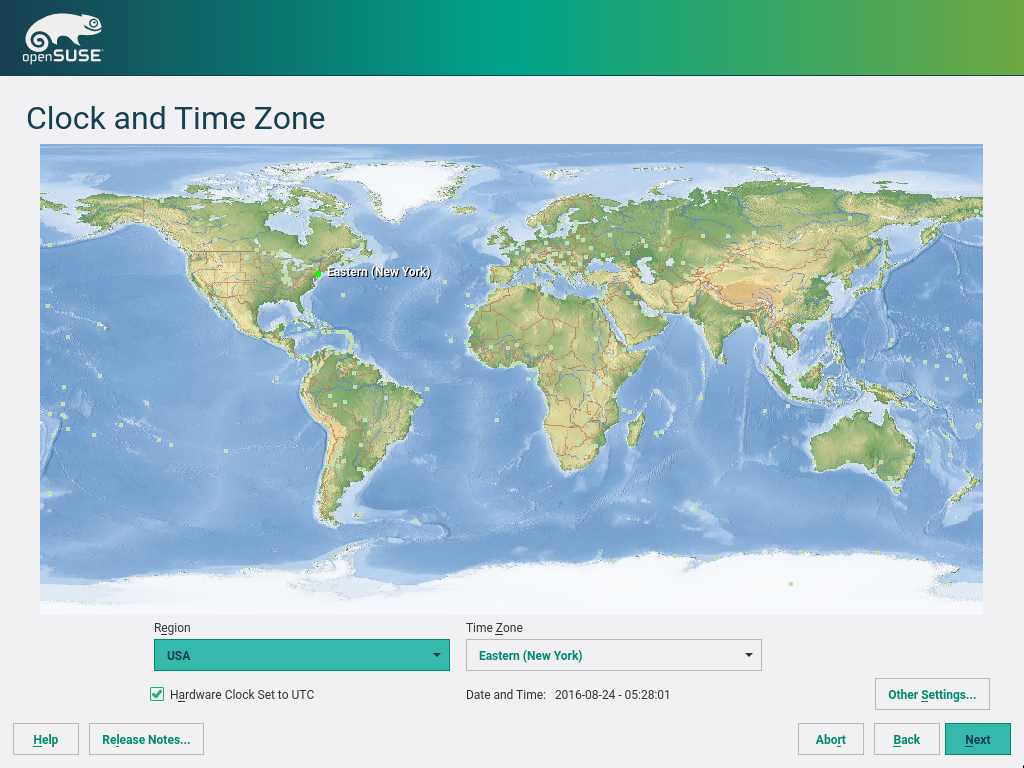 openSUSE
Clock and Time Zone
Eastern (New York)
Region
Time Zone
USA
Eastern (New York)
Hardware Clock Set to UTC
Date and Time: 2016-08-24 - 05:28:01
Other Settings...
Help
Release Notes...
Abort
Back
Next